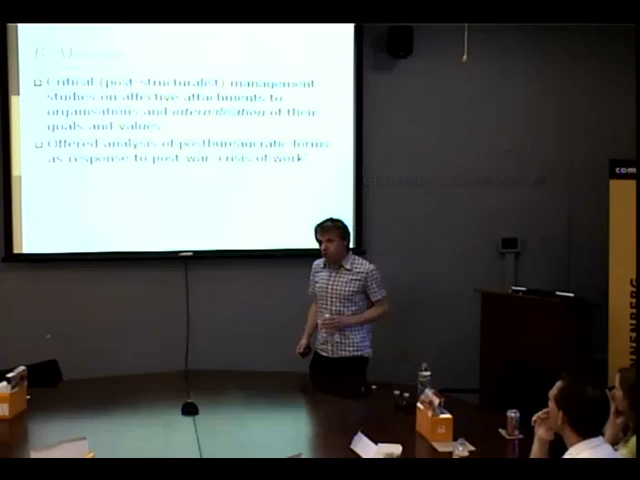 Critical (post structuralist) management
studies on affective attachments to
organisations and internalisation of their
goals and values
Offered analysis of postbureaucratic forms
as response to post war 'crisis of work'
com